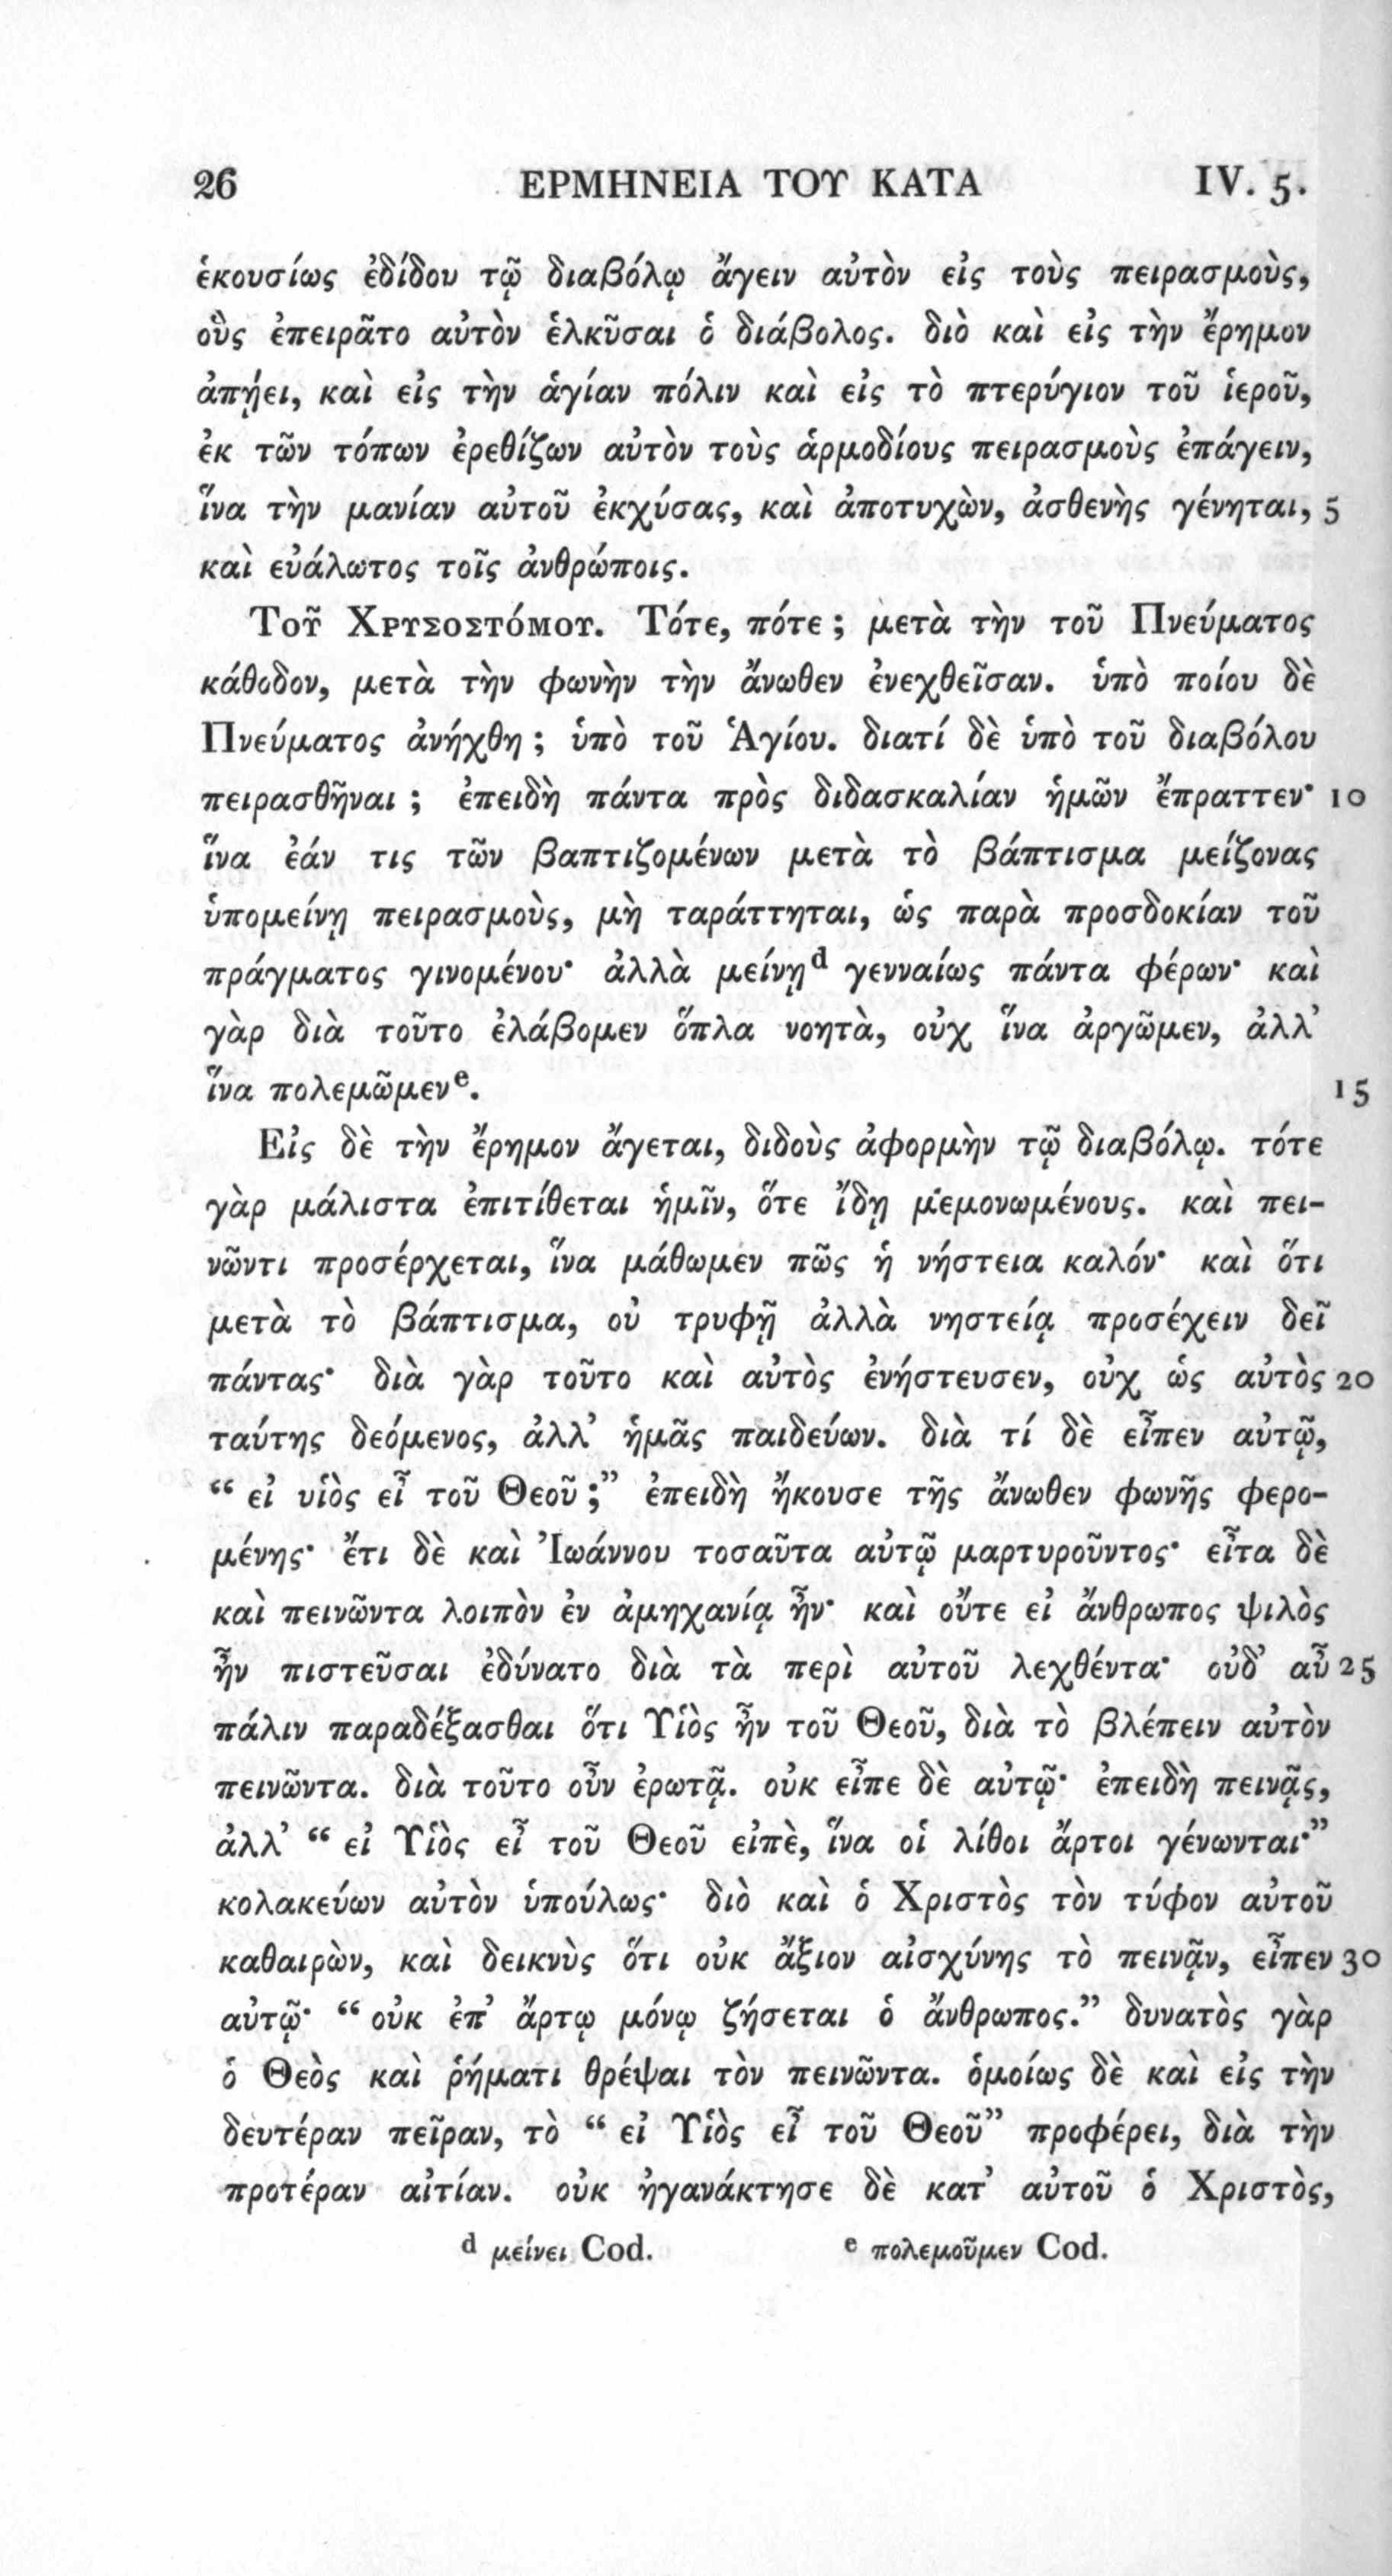 26 ΕΡΜΗΝΕΙΑ ΤΟΥ ΚΑΤΑ IV. 5.
ἑκουσίως ἐδίδου τῷ διαβόλῳ ἄγειν αὐτὸν εἰς τοὺς πειρασμοὺς,
οὓς ἐπειρᾶτο αὐτὸν ἑλκῦσαι ὁ διάβολος. διὸ καὶ εἰς τὴν ἔρημον
ἀπῄει, καὶ εἰς τὴν ἁγίαν πόλιν καὶ εἰς τὸ πτερύγιον τοῦ ἱεροῦ,
ἐκ τῶν τόπων ἐρεθίζων αὐτὸν τοὺς ἁρμοδίους πειρασμοὺς ἐπάγειν,
ἵνα τὴν μανίαν αὐτοῦ ἐκχύσας, καὶ ἀποτυχὼν, ἀσθενὴς γένηται, 5
καὶ εὐάλωτος τοῖς ἀνθρώποις.
Τοῦ Χρυσοστόμου. Τότε, πότε ; μετὰ τὴν τοῦ Πνεύματος
κάθοδον, μετὰ τὴν φωνὴν τὴν ἄνωθεν ἐνεχθεῖσαν. ὑπὸ ποίου δὲ
Πνεύματος ἀνήχθη ; ὑπὸ τοῦ Ἁγίου. διατί δὲ ὑπὸ τοῦ διαβόλου
πειρασθῆναι ; ἐπειδὴ πάντα πρὸς διδασκαλίαν ἡμῶν ἔπραττεν· 10
ἵνα ἐάν τις τῶν βαπτιζομένων μετὰ τὸ βάπτισμα μείζονας
ὑπομείνῃ πειρασμοὺς, μὴ ταράττηται, ὡς παρὰ προσδοκίαν τοῦ
πράγματος γινομένου· ἀλλὰ μείνῃ d γενναίως πάντα φέρων· καὶ
γὰρ διὰ τοῦτο ἐλάβομεν ὅπλα νοητὰ, οὐχ ἵνα ἀργῶμεν, ἀλλ’
ἵνα πολεμῶμεν e. 15
Εἰς δὲ τὴν ἔρημον ἄγεται, διδοὺς ἀφορμὴν τῷ διαβόλῳ. τότε
γὰρ μάλιστα ἐπιτίθεται ἡμῖν, ὅτε ἴδῃ μεμονωμένους. καὶ πει-
νῶντι προσέρχεται, ἵνα μάθωμεν πῶς ἡ νήστεια καλόν· καὶ ὅτι
μετὰ τὸ βάπτισμα, οὐ τρυφῇ ἀλλὰ νηστείᾳ προσέχειν δεῖ
πάντας· διὰ γὰρ τοῦτο καὶ αὐτὸς ἐνήστευσεν, οὐχ ὡς αὐτὸς 20
ταύτης δεόμενος, ἀλλ’ ἡμᾶς παιδεύων. διὰ τί δὲ εἶπεν αὐτῷ,
“ εἰ υἱὸς εἶ τοῦ Θεοῦ ;” ἐπειδὴ ἤκουσε τῆς ἄνωθεν φωνῆς φερο-
μένης· ἔτι δὲ καὶ Ἰωάννου τοσαῦτα αὐτῷ μαρτυροῦντος· εἶτα δὲ
καὶ πεινῶντα λοιπὸν ἐν ἀμηχανίᾳ ἦν· καὶ οὔτε εἰ ἄνθρωπος ψιλὸς
ἦν πιστεῦσαι ἐδύνατο διὰ τὰ περὶ αὐτοῦ λεχθέντα· οὐδ’ αὖ 25
πάλιν παραδέξασθαι ὅτι Υἱὸς ἦν τοῦ Θεοῦ, διὰ τὸ βλέπειν αὐτὸν
πεινῶντα. διὰ τοῦτο οὖν ἐρωτᾷ. οὐκ εἶπε δὲ αὐτῷ· ἐπειδὴ πεινᾷς,
ἀλλ’ “ εἰ Υἱὸς εἶ τοῦ Θεοῦ εἰπὲ, ἵνα οἱ λίθοι ἄρτοι γένωνται·”
κολακεύων αὐτὸν ὑπούλως· διὸ καὶ ὁ Χριστὸς τὸν τύφον αὐτοῦ
καθαιρὼν, καὶ δεικνὺς ὅτι οὐκ ἄξιον αἰσχύνης τὸ πεινᾷν, εἶπεν 30
αὐτῷ· “ οὐκ ἐπ’ ἄρτῳ μόνῳ ζήσεται ὁ ἄνθρωπος.” δυνατὸς γὰρ
ὁ Θεὸς καὶ ῥήματι θρέψαι τὸν πεινῶντα. ὁμοίως δὲ καὶ εἰς τὴν
δευτέραν πεῖραν, τὸ “ εἰ Υἱὸς εἶ τοῦ Θεοῦ” προφέρει, διὰ τὴν
προτέραν αἰτίαν. οὐκ ἠγανάκτησε δὲ κατ’ αὐτοῦ ὁ Χριστὸς,
d μείνει Cod. e πολεμοῦμεν Cod.